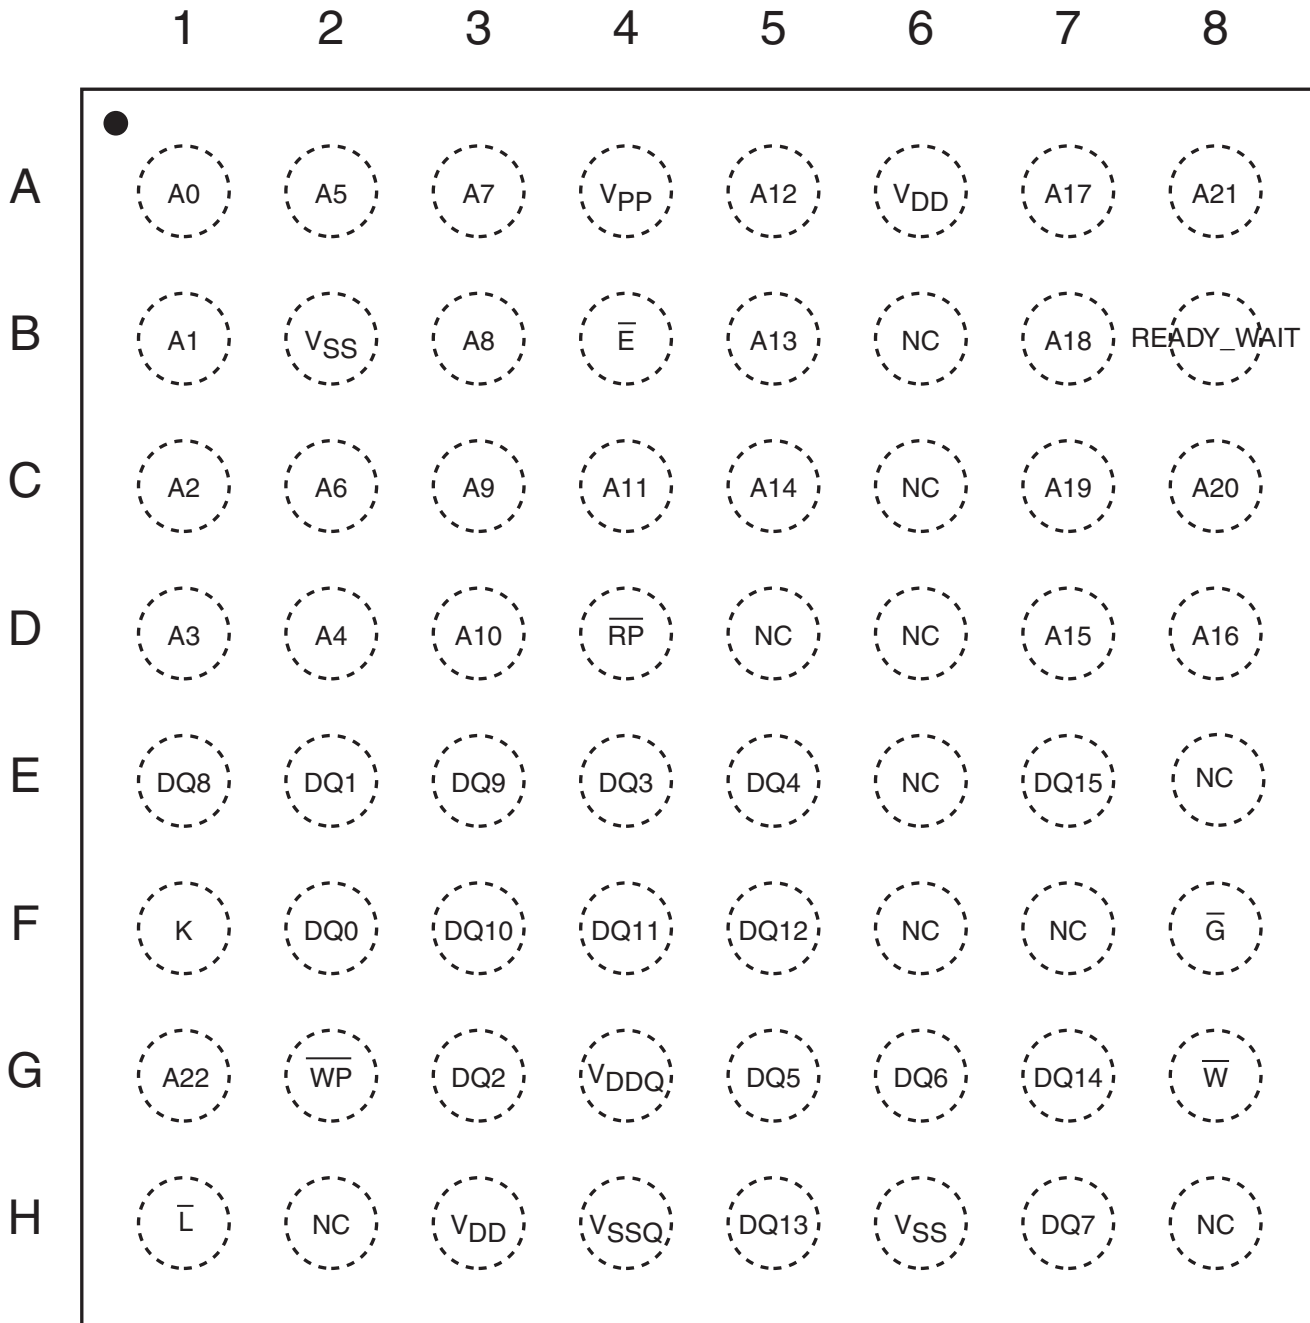 1 2 3 4 5 6 7 8
A A0 A5 A7 VPP A12 VDD A17 A21
B A1 VSS A8 E̅ A13 NC A18 READY_WAIT
C A2 A6 A9 A11 A14 NC A19 A20
D A3 A4 A10 R̅P̅ NC NC A15 A16
E DQ8 DQ1 DQ9 DQ3 DQ4 NC DQ15 NC
F K DQ0 DQ10 DQ11 DQ12 NC NC G̅
G A22 W̅P̅ DQ2 VDDQ DQ5 DQ6 DQ14 W̅
H L̅ NC VDD VSSQ DQ13 VSS DQ7 NC